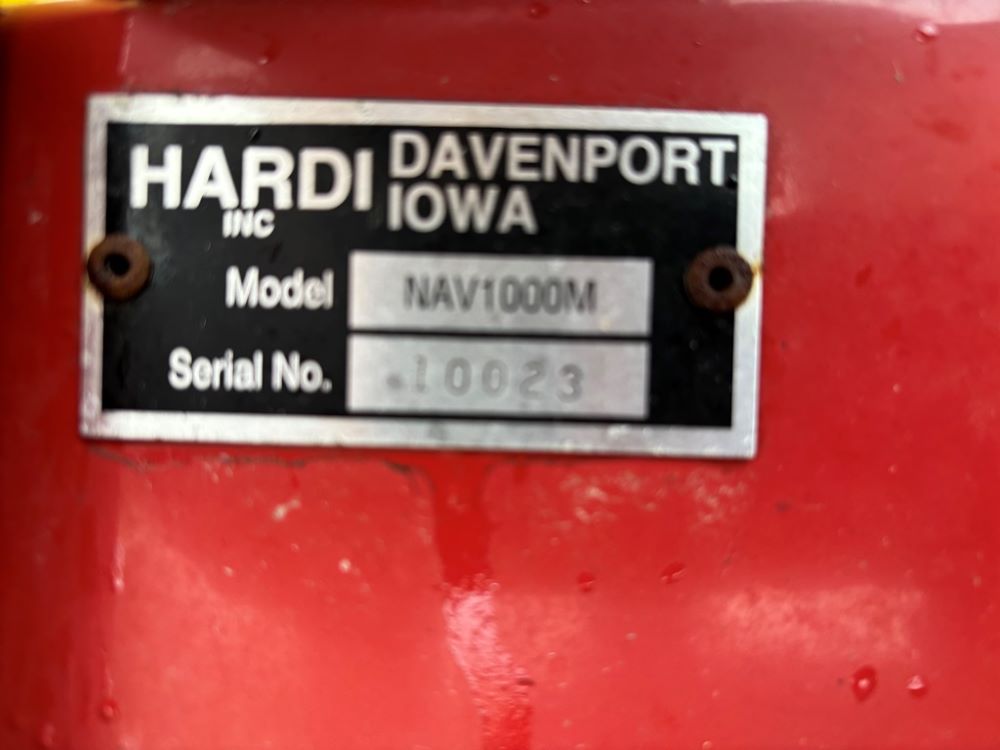 HARDI DAVENPORT
INC IOWA
Model NAV1000M
Serial No. 10023